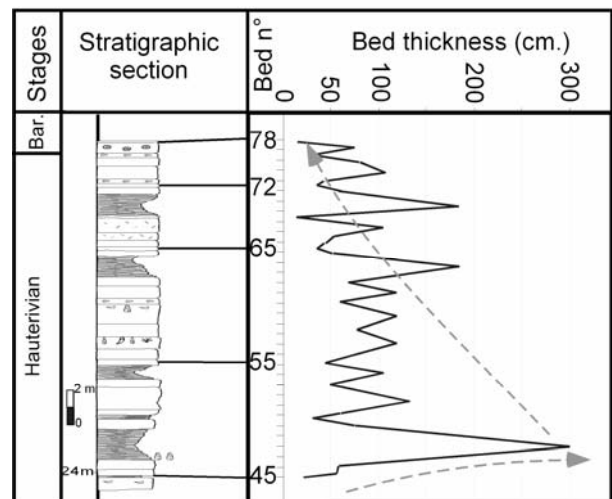 Stages
Stratigraphic
section
Bed n°
Bed thickness (cm.)
0
50
100
200
300
Bar.
Hauterivian
78
72
65
55
45
2 m
0
24m